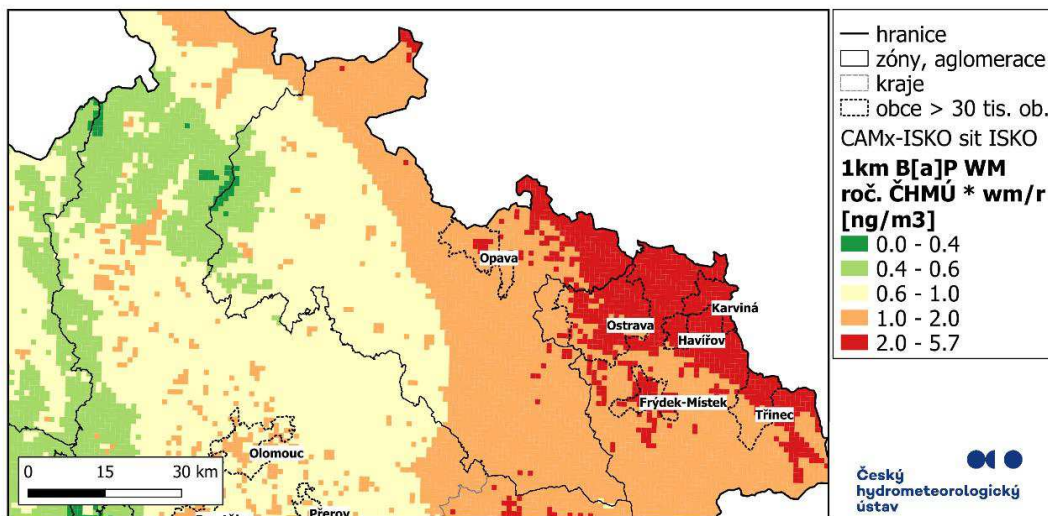 hranice
zóny, aglomerace
kraje
obce > 30 tis. ob.
CAMx-ISKO sit ISKO
1km B[a]P WM
roč. ČHMÚ * wm/r
[ng/m3]
0.0 - 0.4
0.4 - 0.6
0.6 - 1.0
1.0 - 2.0
2.0 - 5.7
Opava
Karviná
Ostrava
Havířov
Frýdek-Místek
Třinec
Olomouc
Přerov
0 15 30 km
Český
hydrometeorologický
ústav